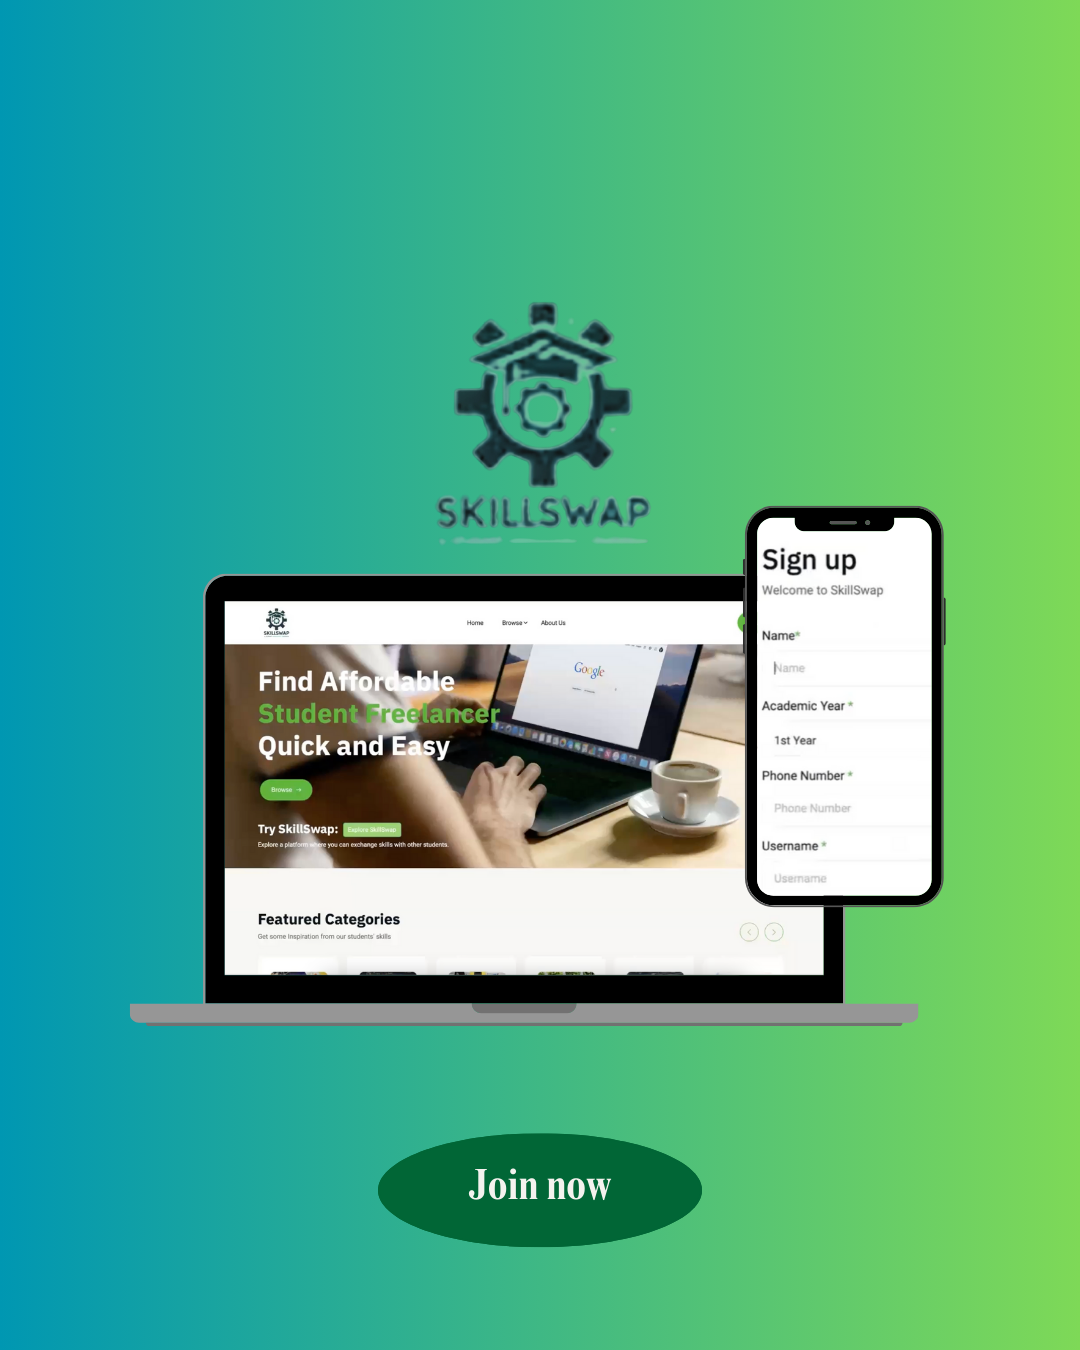 SKILLSWAP
SKILLSWAP
Home
Browse
About Us
Find Affordable
Student Freelancer
Quick and Easy
Google
Browse →
Try SkillSwap: Explore SkillSwap
Explore a platform where you can exchange skills with other students.
Featured Categories
Get some Inspiration from our students' skills
Sign up
Welcome to SkillSwap
Name*
Name
Academic Year *
1st Year
Phone Number *
Phone Number
Username *
Username
Join now